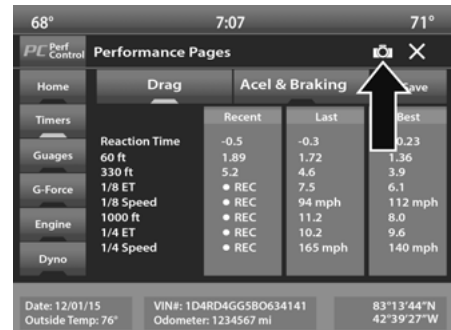 68° 7:07 71°
PC Perf Control Performance Pages
Home Drag Acel & Braking Save
Timers Recent Last Best
Reaction Time -0.5 -0.3 0.23
Guages 60 ft 1.89 1.72 1.36
330 ft 5.2 4.6 3.9
G-Force 1/8 ET REC 7.5 6.1
1/8 Speed REC 94 mph 112 mph
Engine 1000 ft 11.2 8.0
1/4 ET REC 10.2 9.6
Dyno 1/4 Speed REC 165 mph 140 mph
Date: 12/01/15 VIN#: 1D4RD4GG5BO634141 83°13'44"N
Outside Temp: 76° Odometer: 1234567 mi 42°39'27"W